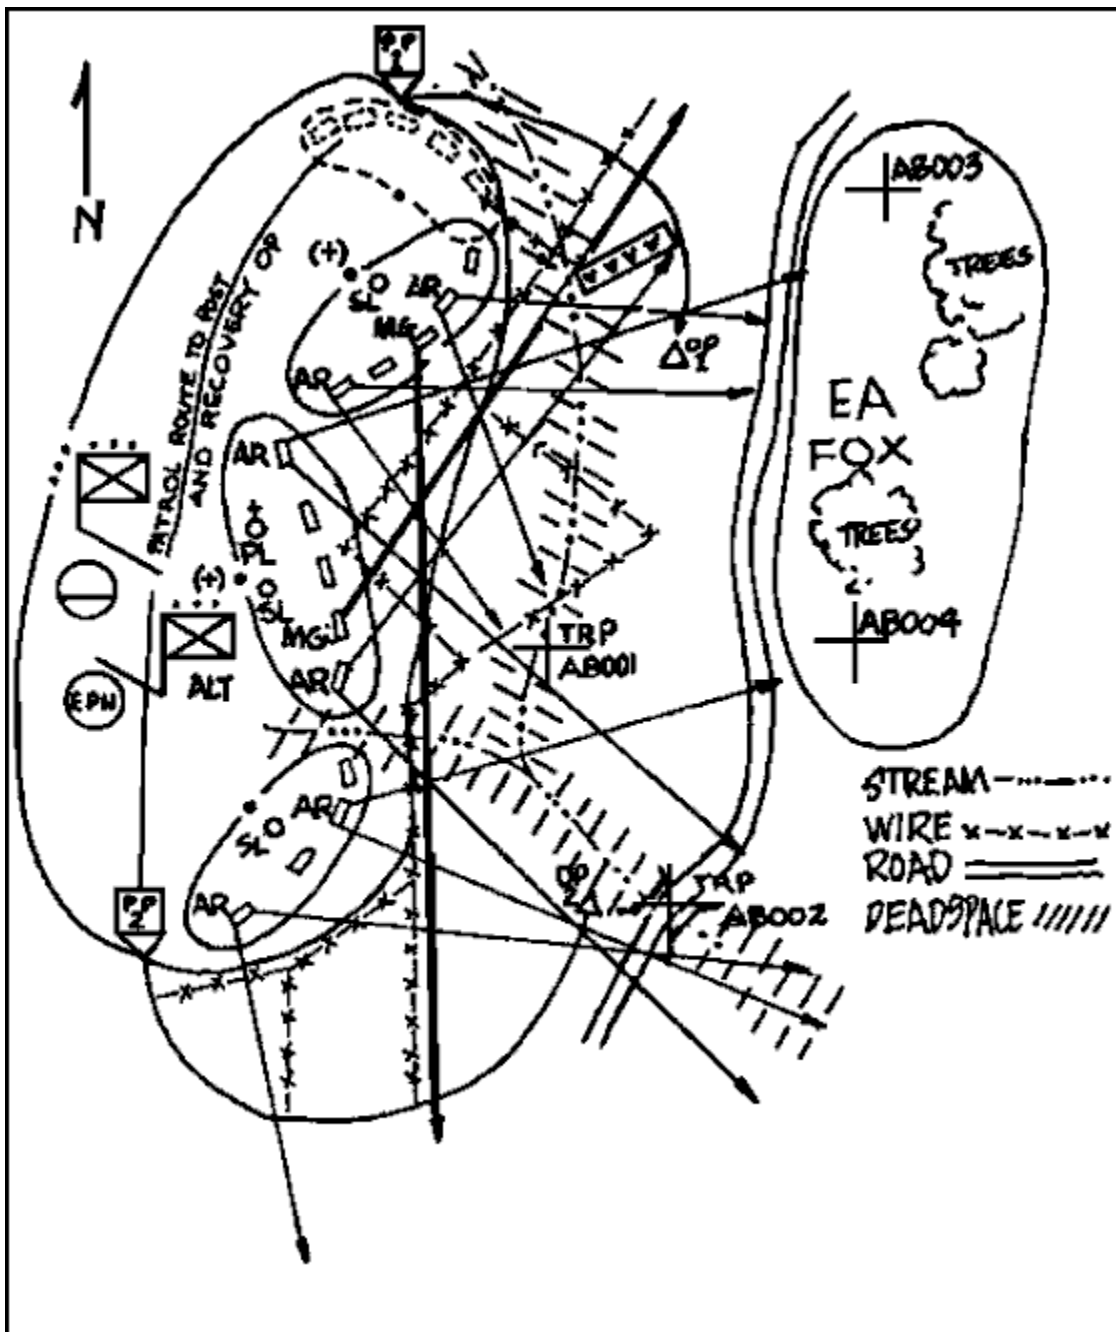 PP
1
N
AB003
TREES
(+)
SL
AR
MG
AR
OP
1
PATROL ROUTE TO POST
AND RECOVERY OP
EA
FOX
AR
TREES
+
PL
(+)
SL
MG
TRP
AB001
AB004
AR
ALT
EPW
STREAM
WIRE
ROAD
DEADSPACE
AR
SL
OP
2
TRP
AB002
AR
PP
2